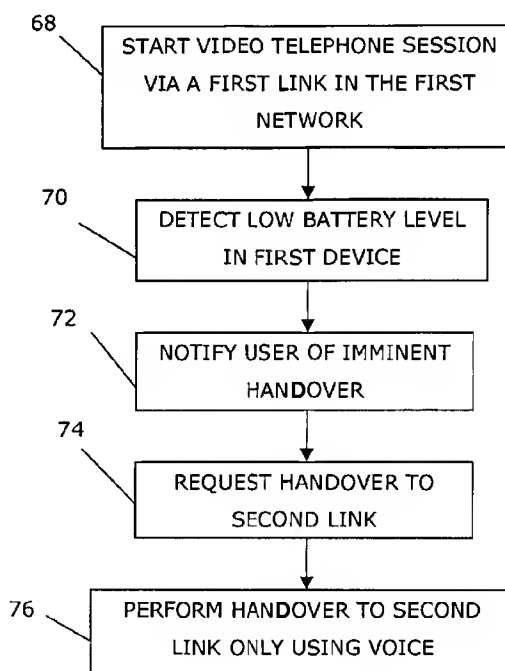 68
START VIDEO TELEPHONE SESSION
VIA A FIRST LINK IN THE FIRST
NETWORK
70
DETECT LOW BATTERY LEVEL
IN FIRST DEVICE
72
NOTIFY USER OF IMMINENT
HANDOVER
74
REQUEST HANDOVER TO
SECOND LINK
76
PERFORM HANDOVER TO SECOND
LINK ONLY USING VOICE